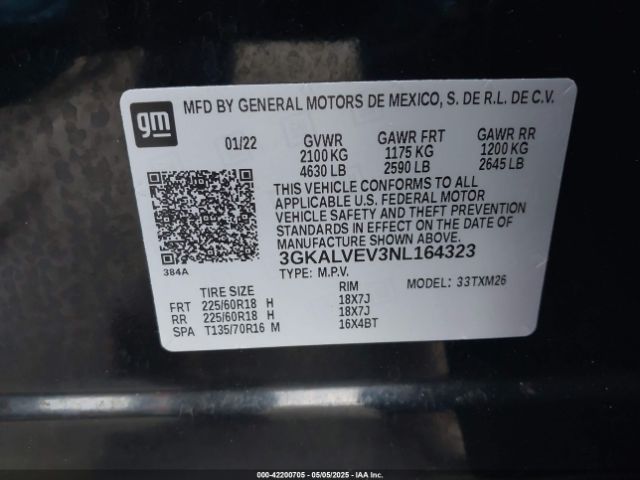 gm
MFD BY GENERAL MOTORS DE MEXICO, S. DE R.L. DE C.V.
01/22 GVWR GAWR FRT GAWR RR
2100 KG 1175 KG 1200 KG
4630 LB 2590 LB 2645 LB
THIS VEHICLE CONFORMS TO ALL
APPLICABLE U.S. FEDERAL MOTOR
VEHICLE SAFETY AND THEFT PREVENTION
STANDARDS IN EFFECT ON THE DATE OF
MANUFACTURE SHOWN ABOVE.
384A
3GKALVEV3NL164323
TYPE: M.P.V. MODEL: 33TXM26
TIRE SIZE RIM
FRT 225/60R18 H 18X7J
RR 225/60R18 H 18X7J
SPA T135/70R16 M 16X4BT
000-42200705 - 05/05/2025 - IAA Inc.